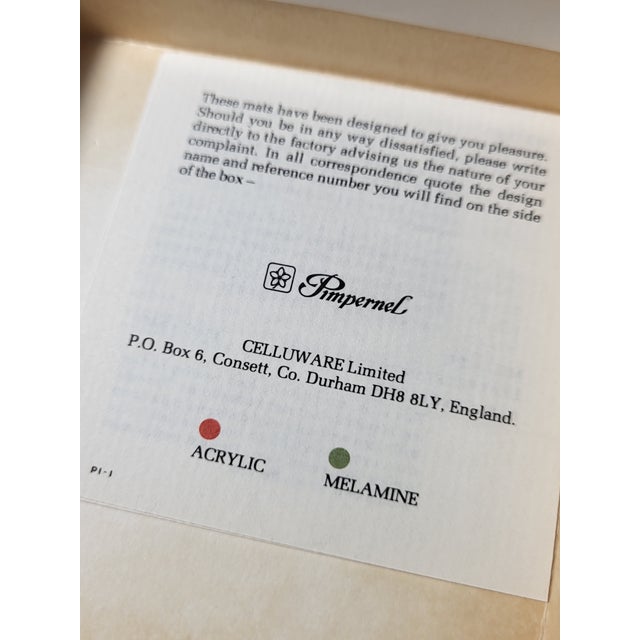 These mats have been designed to give you pleasure.
Should you be in any way dissatisfied, please write
directly to the factory advising us the nature of your
complaint. In all correspondence quote the design
name and reference number you will find on the side
of the box –
Pimpernel
CELLUWARE Limited
P.O. Box 6, Consett, Co. Durham DH8 8LY, England.
ACRYLIC
MELAMINE
PI-1